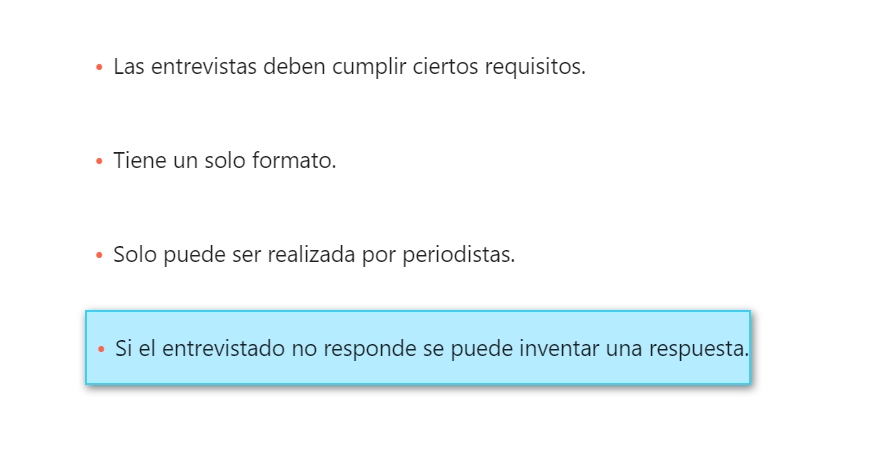 • Las entrevistas deben cumplir ciertos requisitos.
• Tiene un solo formato.
• Solo puede ser realizada por periodistas.
• Si el entrevistado no responde se puede inventar una respuesta.